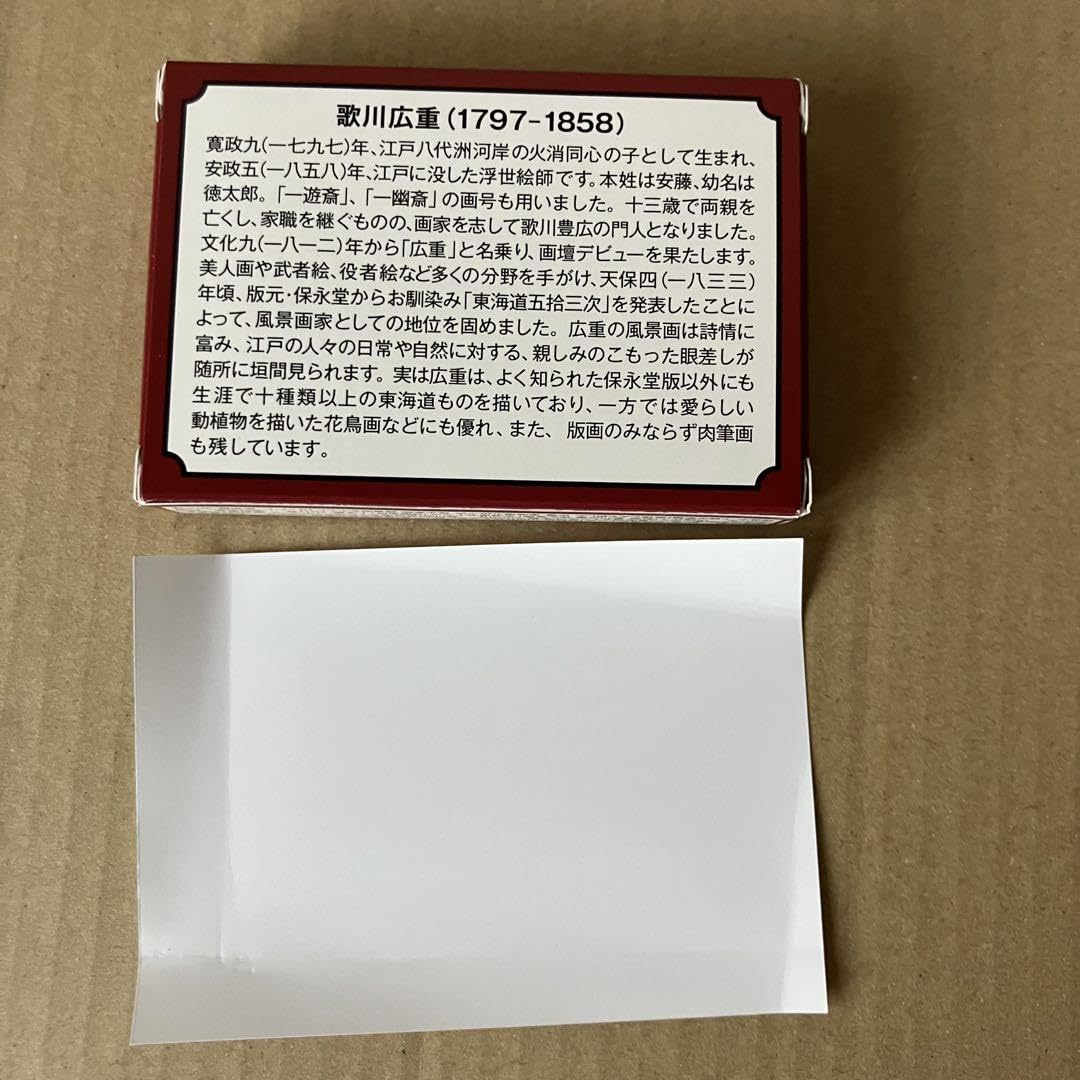 歌川広重(1797-1858)
寛政九(一七九七)年、江戸八代洲河岸の火消同心の子として生まれ、
安政五(一八五八)年、江戸に没した浮世絵師です。本姓は安藤、幼名は
徳太郎。「一遊斎」、「一幽斎」の画号も用いました。十三歳で両親を
亡くし、家職を継ぐものの、画家を志して歌川豊広の門人となりました。
文化九(一八一二)年から「広重」と名乗り、画壇デビューを果たします。
美人画や武者絵、役者絵など多くの分野を手がけ、天保四(一八三三)
年頃、版元・保永堂からお馴染み「東海道五拾三次」を発表したことに
よって、風景画家としての地位を固めました。広重の風景画は詩情に
富み、江戸の人々の日常や自然に対する、親しみのこもった眼差しが
随所に垣間見られます。実は広重は、よく知られた保永堂版以外にも
生涯で十種類以上の東海道ものを描いており、一方では愛らしい
動植物を描いた花鳥画などにも優れ、また、版画のみならず肉筆画
も残しています。